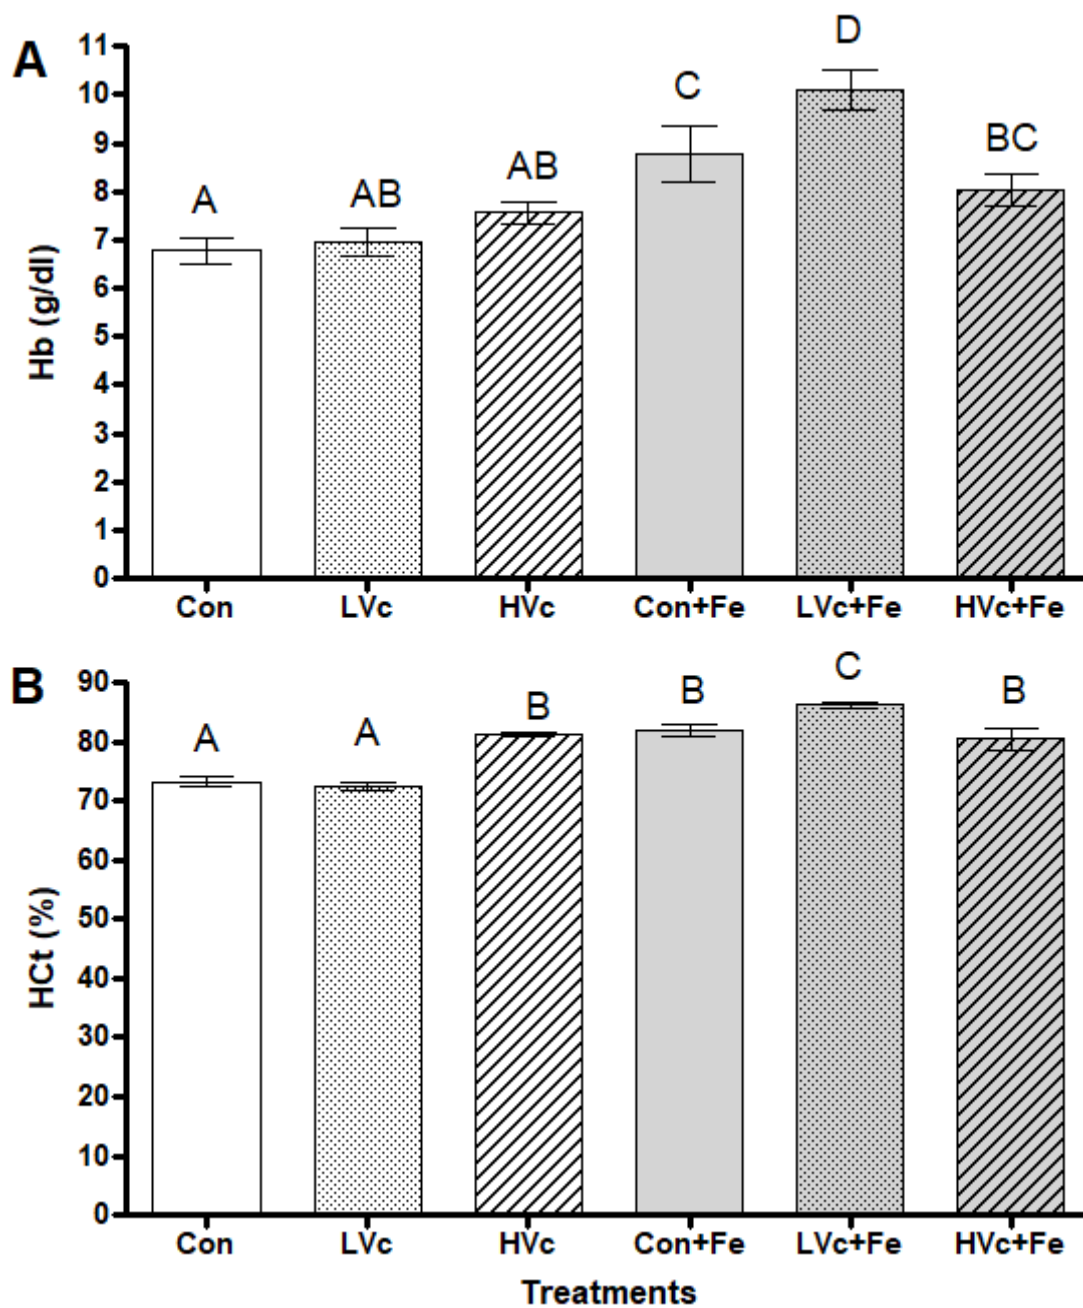 A
Hb (g/dl)
11
10
9
8
7
6
5
4
3
2
1
0
A
AB
AB
C
D
BC
Con
LVc
HVc
Con+Fe
LVc+Fe
HVc+Fe
B
HCt (%)
90
80
70
60
50
40
30
20
10
0
A
A
B
B
C
B
Con
LVc
HVc
Con+Fe
LVc+Fe
HVc+Fe
Treatments